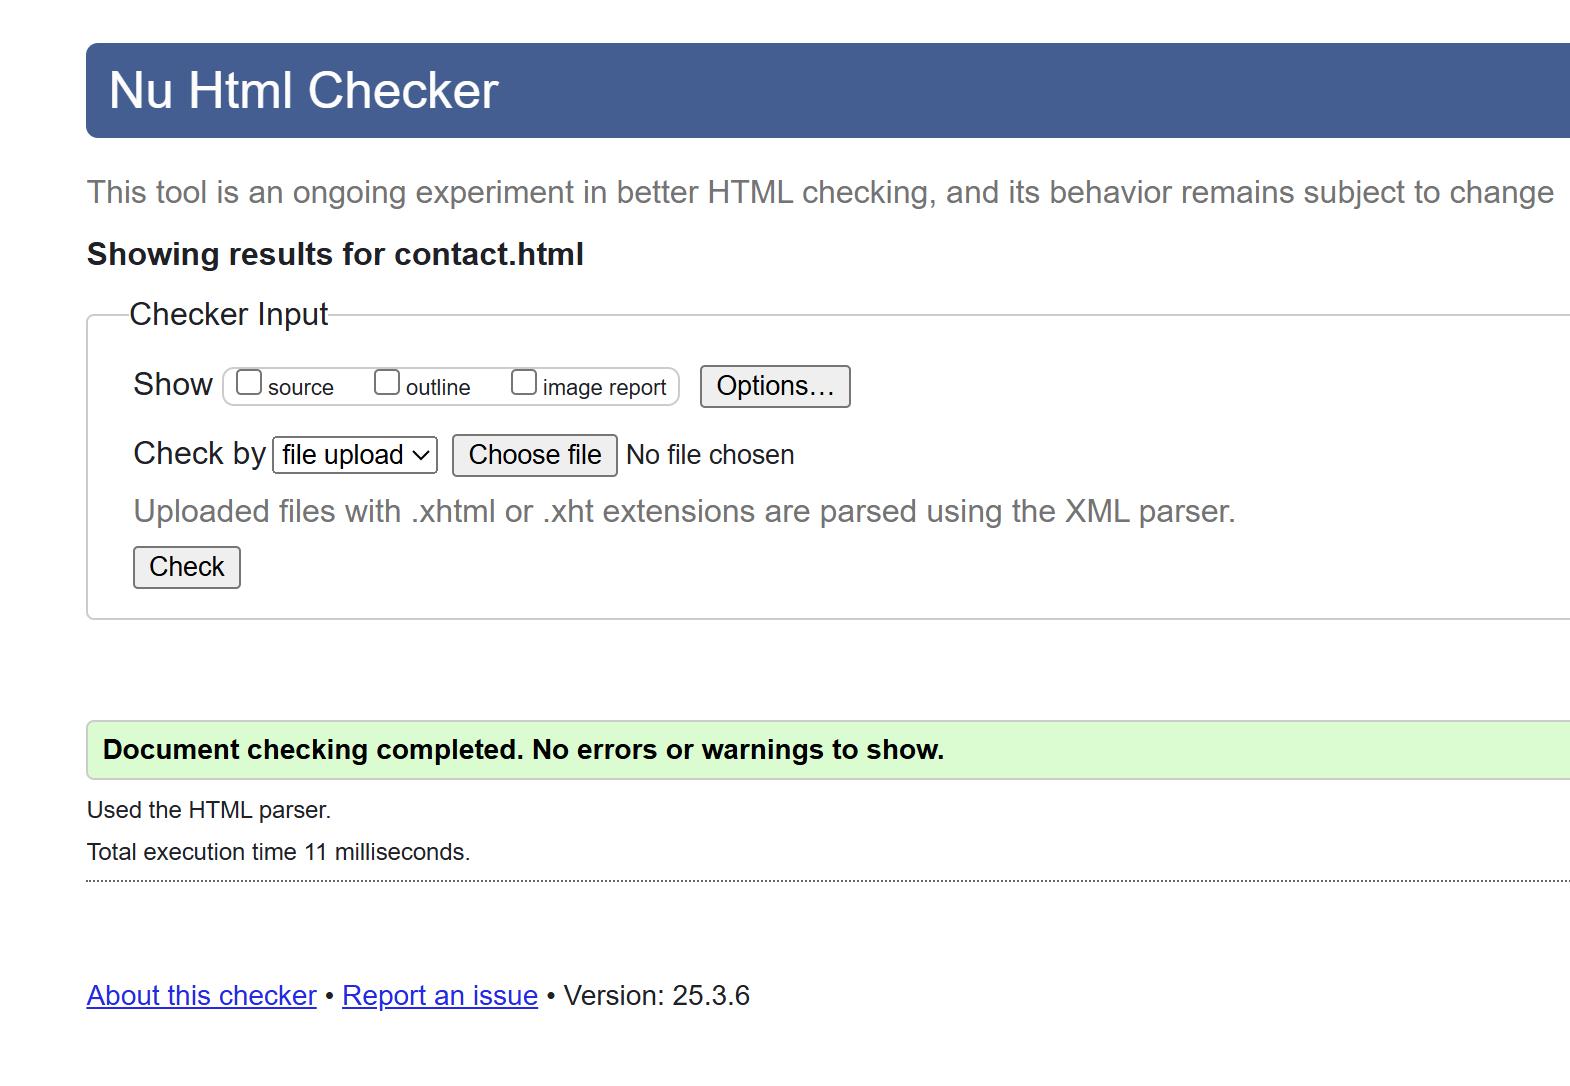 Nu Html Checker
This tool is an ongoing experiment in better HTML checking, and its behavior remains subject to change
Showing results for contact.html
Checker Input
Show source outline image report Options…
Check by file upload Choose file No file chosen
Uploaded files with .xhtml or .xht extensions are parsed using the XML parser.
Check
Document checking completed. No errors or warnings to show.
Used the HTML parser.
Total execution time 11 milliseconds.
About this checker • Report an issue • Version: 25.3.6